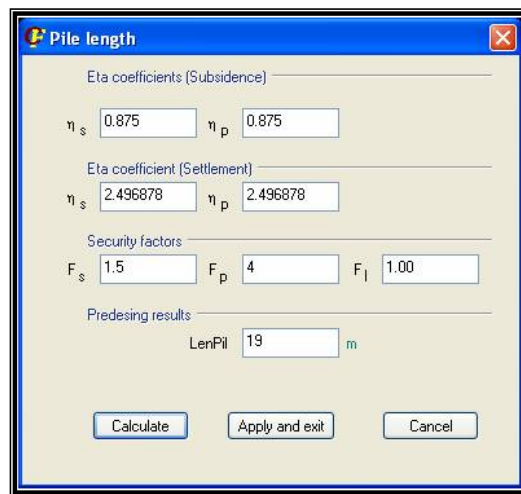 Pile length
Eta coefficients (Subsidence)
η s 0.875 η p 0.875
Eta coefficient (Settlement)
η s 2.496878 η p 2.496878
Security factors
F s 1.5 F p 4 F l 1.00
Predesing results
LenPil 19 m
Calculate Apply and exit Cancel